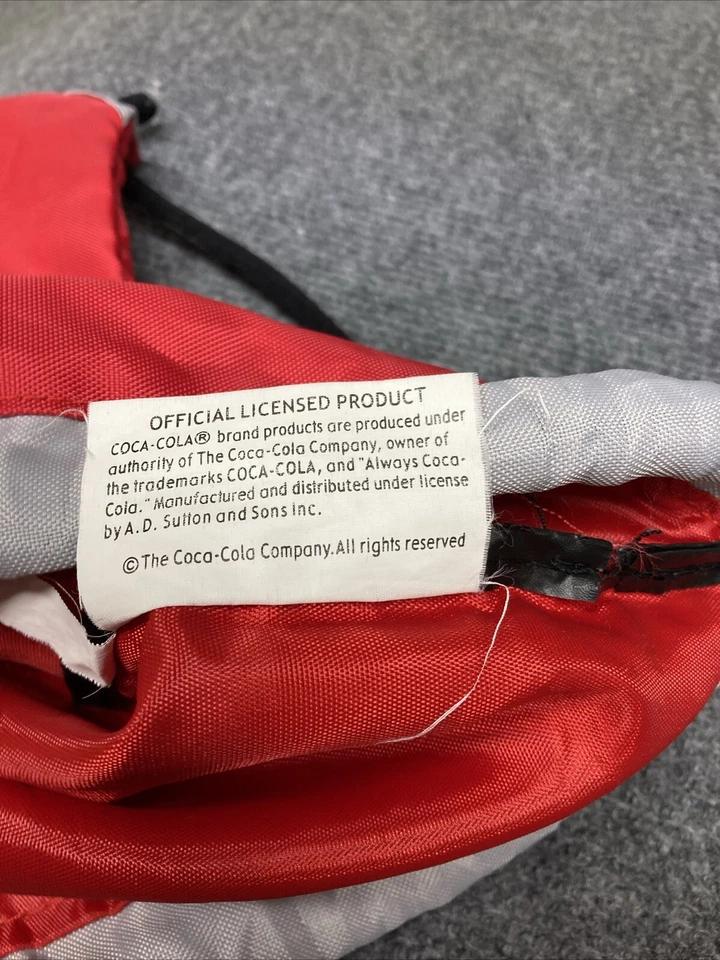 OFFICIAL LICENSED PRODUCT
COCA-COLA® brand products are produced under
authority of The Coca-Cola Company, owner of
the trademarks COCA-COLA, and "Always Coca-
Cola." Manufactured and distributed under license
by A.D. Sutton and Sons Inc.
©The Coca-Cola Company.All rights reserved